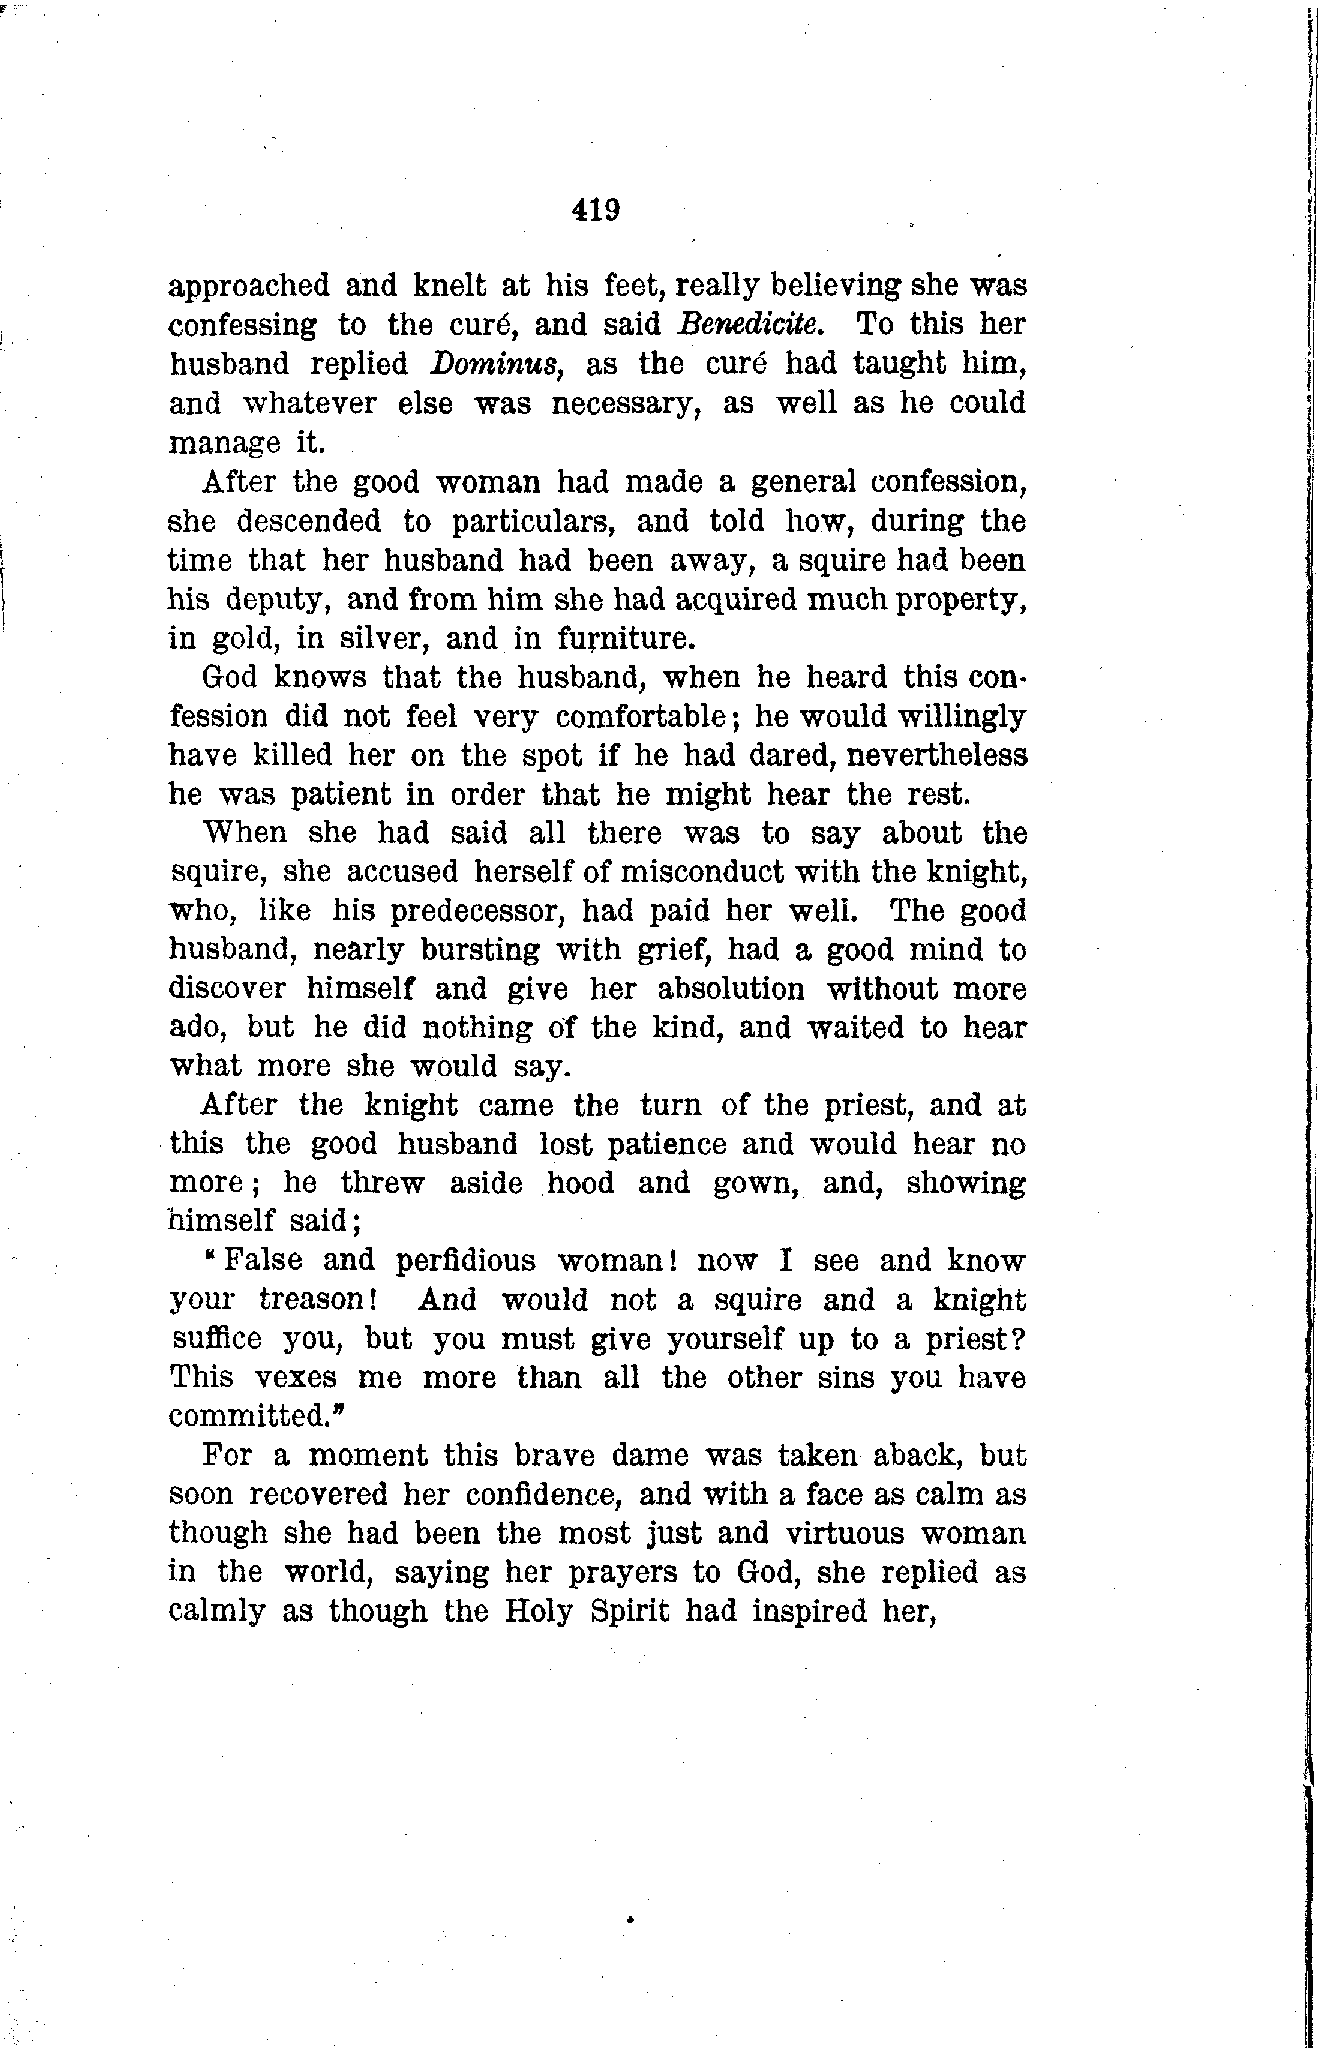 419
approached and knelt at his feet, really believing she was
confessing to the curé, and said Benedicite. To this her
husband replied Dominus, as the curé had taught him,
and whatever else was necessary, as well as he could
manage it.
After the good woman had made a general confession,
she descended to particulars, and told how, during the
time that her husband had been away, a squire had been
his deputy, and from him she had acquired much property,
in gold, in silver, and in furniture.
God knows that the husband, when he heard this con-
fession did not feel very comfortable; he would willingly
have killed her on the spot if he had dared, nevertheless
he was patient in order that he might hear the rest.
When she had said all there was to say about the
squire, she accused herself of misconduct with the knight,
who, like his predecessor, had paid her well. The good
husband, nearly bursting with grief, had a good mind to
discover himself and give her absolution without more
ado, but he did nothing of the kind, and waited to hear
what more she would say.
After the knight came the turn of the priest, and at
this the good husband lost patience and would hear no
more; he threw aside hood and gown, and, showing
himself said;
“False and perfidious woman! now I see and know
your treason! And would not a squire and a knight
suffice you, but you must give yourself up to a priest?
This vexes me more than all the other sins you have
committed.”
For a moment this brave dame was taken aback, but
soon recovered her confidence, and with a face as calm as
though she had been the most just and virtuous woman
in the world, saying her prayers to God, she replied as
calmly as though the Holy Spirit had inspired her,